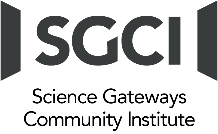 SGCI
Science Gateways
Community Institute